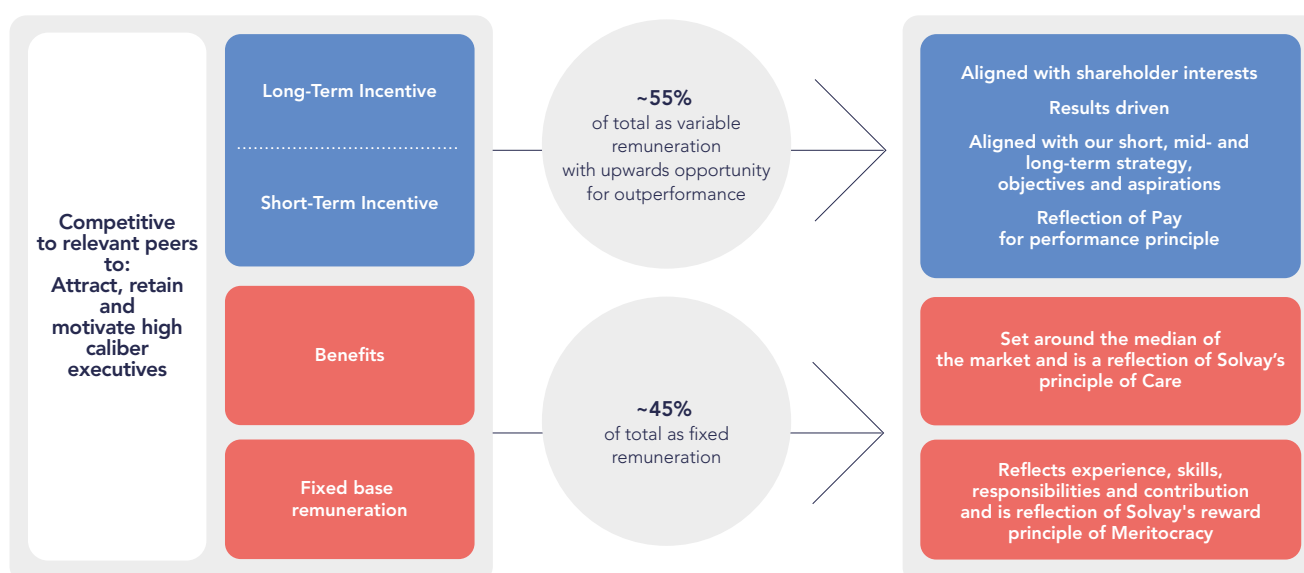 Competitive
to relevant peers
to:
Attract, retain
and
motivate high
caliber
executives
Long-Term Incentive
Short-Term Incentive
Benefits
Fixed base
remuneration
~55%
of total as variable
remuneration
with upwards opportunity
for outperformance
~45%
of total as fixed
remuneration
Aligned with shareholder interests
Results driven
Aligned with our short, mid- and
long-term strategy,
objectives and aspirations
Reflection of Pay
for performance principle
Set around the median of
the market and is a reflection of Solvay’s
principle of Care
Reflects experience, skills,
responsibilities and contribution
and is reflection of Solvay's reward
principle of Meritocracy